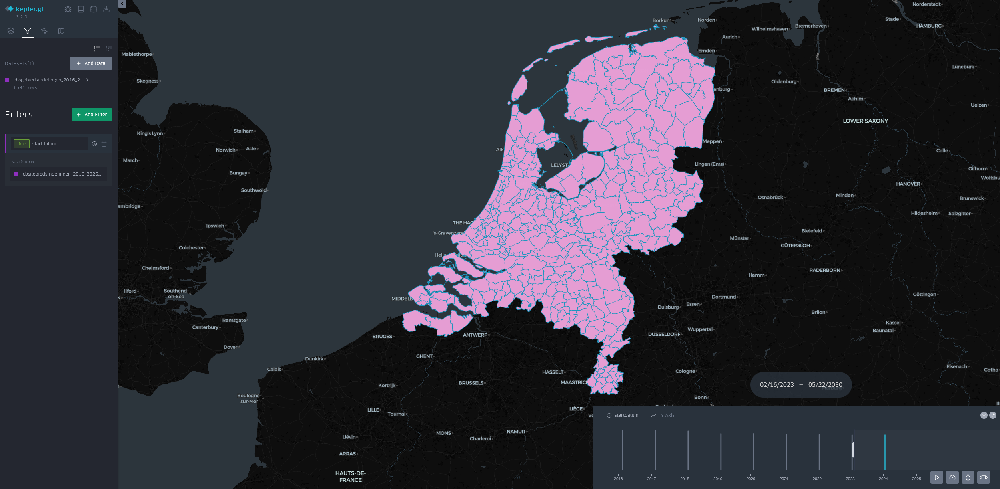 kepler.gl
3.2.0
Datasets(1)
Add Data
cbsgebiedsindelingen_2016_2...
3,591 rows
Filters
Add Filter
time startdatum
Data Source
cbsgebiedsindelingen_2016_2025...
Norderstedt
Stade
HAMBURG
Borkum
Norden
Wilhelmshaven
Bremerhaven
Aurich
Emden
Mablethorpe
Lüneburg
Skegness
Oldenburg
enburg
BREMEN
Achim
Uelzen
LOWER SAXONY
King's Lynn
Stalham
Meppen
Norwich
Acle
Alk
Celle
March
LELYSTA
Lingen (Ems)
Gifhorn
Bungay
Wolfsbu
HANOVER
Southwold
Minden
Osnabrück
Brunswick
ambridge
Hildesheim
Salzgitter
THE HAG
Ipswich
's-Gravenzand
Bielefeld
Münster
GÜTERSLOH
Colchester
Chelmsford
PADERBORN
Hamm
Ilford
Southend-
on-Sea
MIDDELB
Dortmund
Göttingen
Essen
Duisburg
Brilon
Ramsgate
Canterbury
Kassel
Baunatal
Wuppertal
DUSSELDORF
BRUGES
ANTWERP
Dover
GHENT
Dunkirk
Calais
HASSELT
Cologne
Eisenach
Gotha
Kortrijk
BRUSSELS
MAASTRICH
02/16/2023 – 05/22/2030
Marburg
Boulogne-
sur-Mer
Bonn
LILLE
Tournai
LIÈGE
Ve
startdatum
Y Axis
MONS
NAMUR
Liévin
Charleroi
ARRAS
HAUTS-DE-
FRANCE
2016 2017 2018 2019 2020 2021 2022 2023 2024 2025